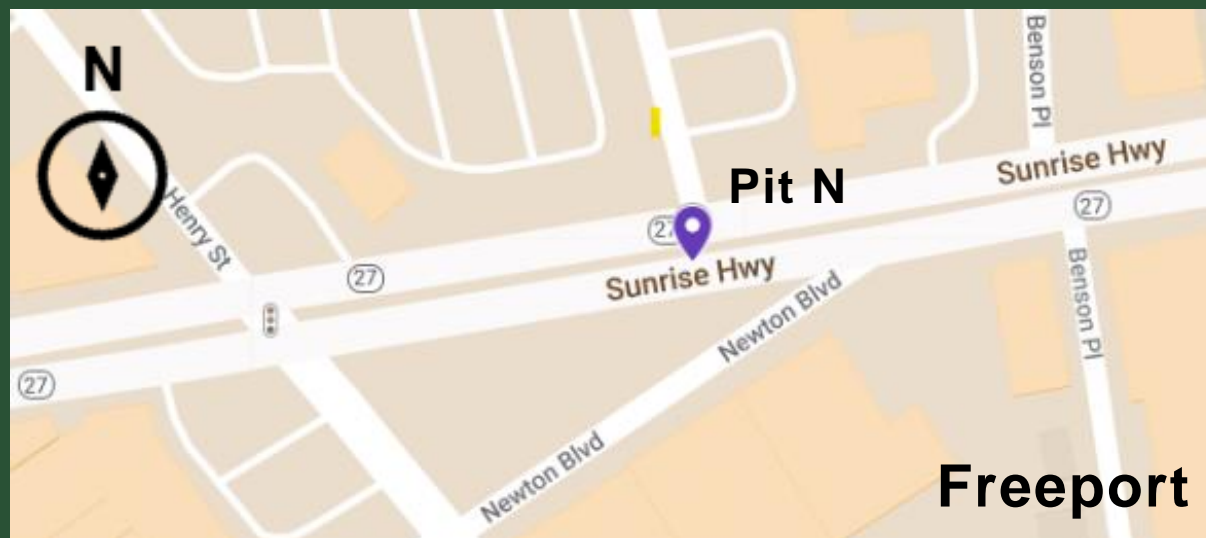 N
Benson Pl
Sunrise Hwy
Pit N
27
Henry St
27
27
Sunrise Hwy
Newton Blvd
Benson Pl
27
Newton Blvd
Freeport